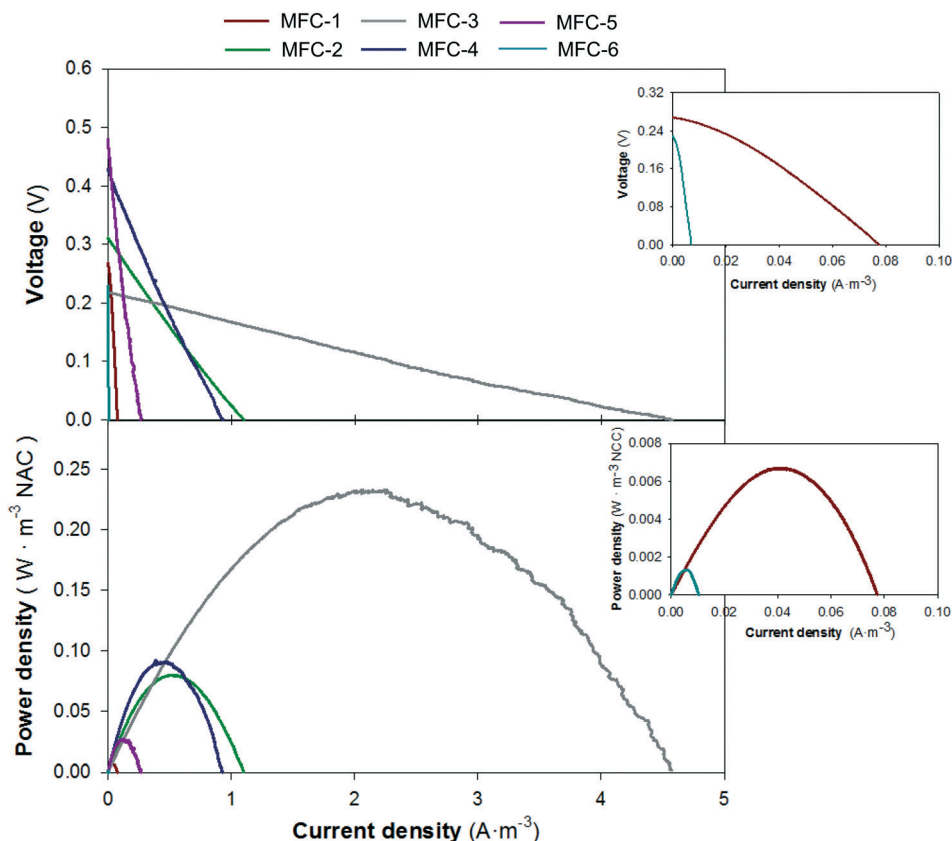 MFC-1 MFC-3 MFC-5
MFC-2 MFC-4 MFC-6
0.6
0.5
0.4
0.3
0.2
0.1
0.0
Voltage (V)
0.32
0.24
0.16
0.08
0.00
Voltage (V)
0.00 0.02 0.04 0.06 0.08 0.10
Current density (A·m⁻³)
0.25
0.20
0.15
0.10
0.05
0.00
Power density ( W · m⁻³ NAC )
0.008
0.006
0.004
0.002
0.000
Power density (W · m⁻³ NCC)
0.00 0.02 0.04 0.06 0.08 0.10
Current density (A·m⁻³)
0 1 2 3 4 5
Current density (A·m⁻³)